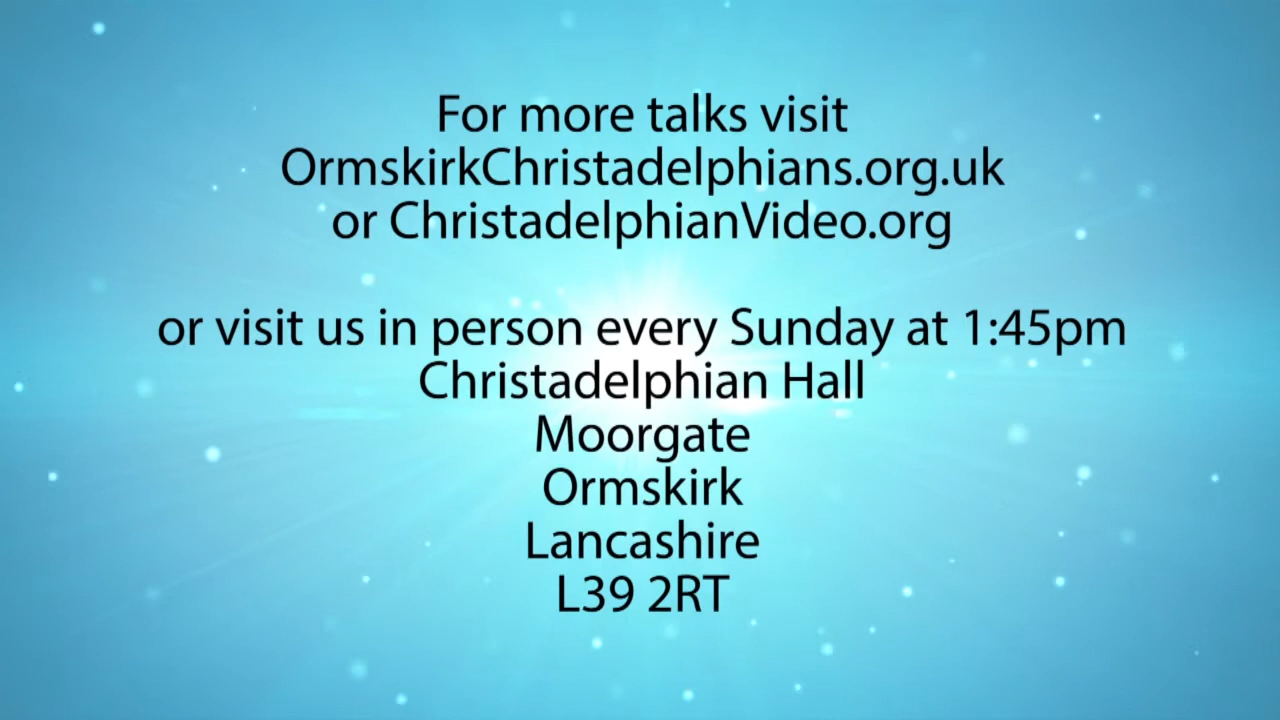 For more talks visit
OrmskirkChristadelphians.org.uk
or ChristadelphianVideo.org
or visit us in person every Sunday at 1:45pm
Christadelphian Hall
Moorgate
Ormskirk
Lancashire
L39 2RT